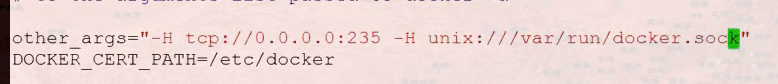 other_args="-H tcp://0.0.0.0:235 -H unix:///var/run/docker.sock"
DOCKER_CERT_PATH=/etc/docker